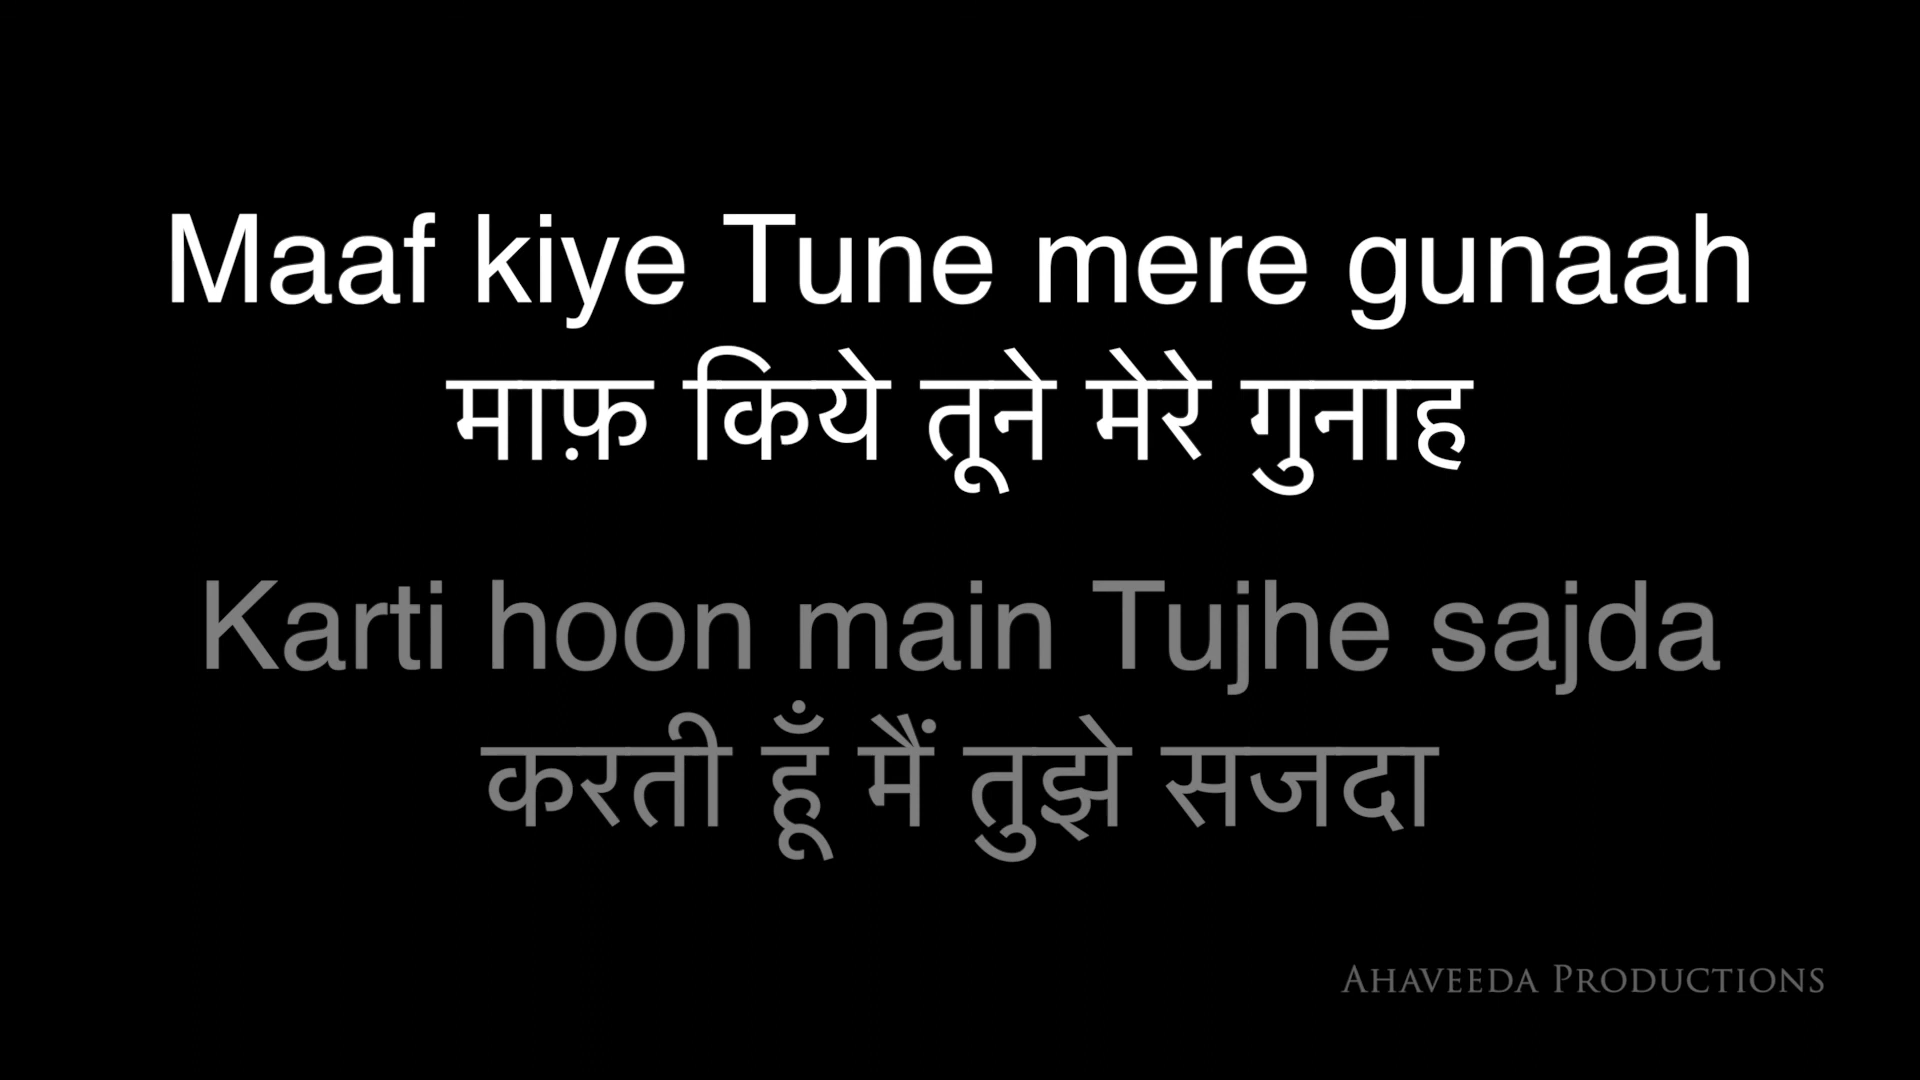 Maaf kiye Tune mere gunaah
माफ़ किये तूने मेरे गुनाह
Karti hoon main Tujhe sajda
करती हूँ मैं तुझे सजदा
Ahaveeda Productions